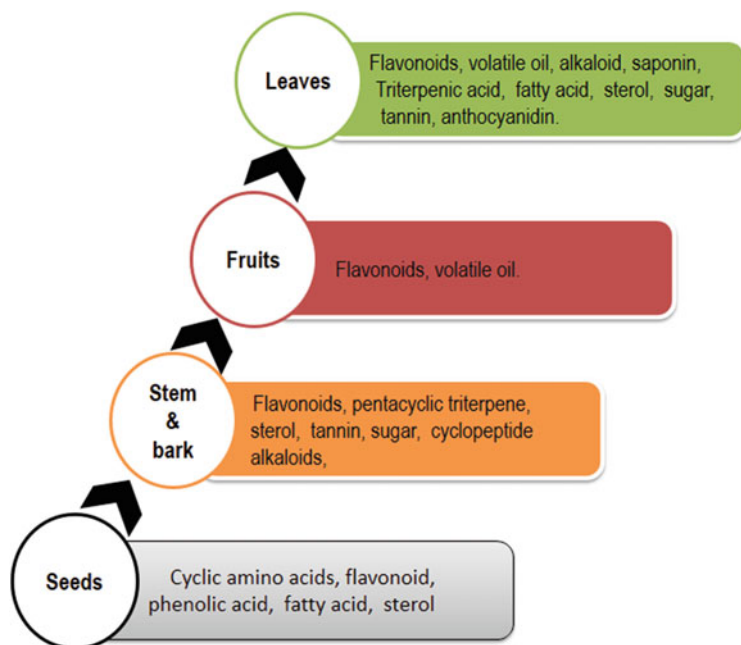 Leaves
Flavonoids, volatile oil, alkaloid, saponin,
Triterpenic acid, fatty acid, sterol, sugar,
tannin, anthocyanidin.
Fruits
Flavonoids, volatile oil.
Stem
&
bark
Flavonoids, pentacyclic triterpene,
sterol, tannin, sugar, cyclopeptide
alkaloids,
Seeds
Cyclic amino acids, flavonoid,
phenolic acid, fatty acid, sterol